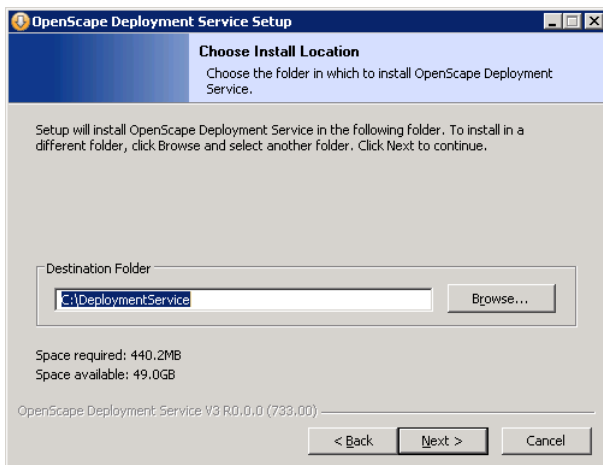 OpenScape Deployment Service Setup
Choose Install Location
Choose the folder in which to install OpenScape Deployment
Service.
Setup will install OpenScape Deployment Service in the following folder. To install in a
different folder, click Browse and select another folder. Click Next to continue.
Destination Folder
C:\DeploymentService
Browse...
Space required: 440.2MB
Space available: 49.0GB
OpenScape Deployment Service V3 R0.0.0 (733.00)
< Back
Next >
Cancel